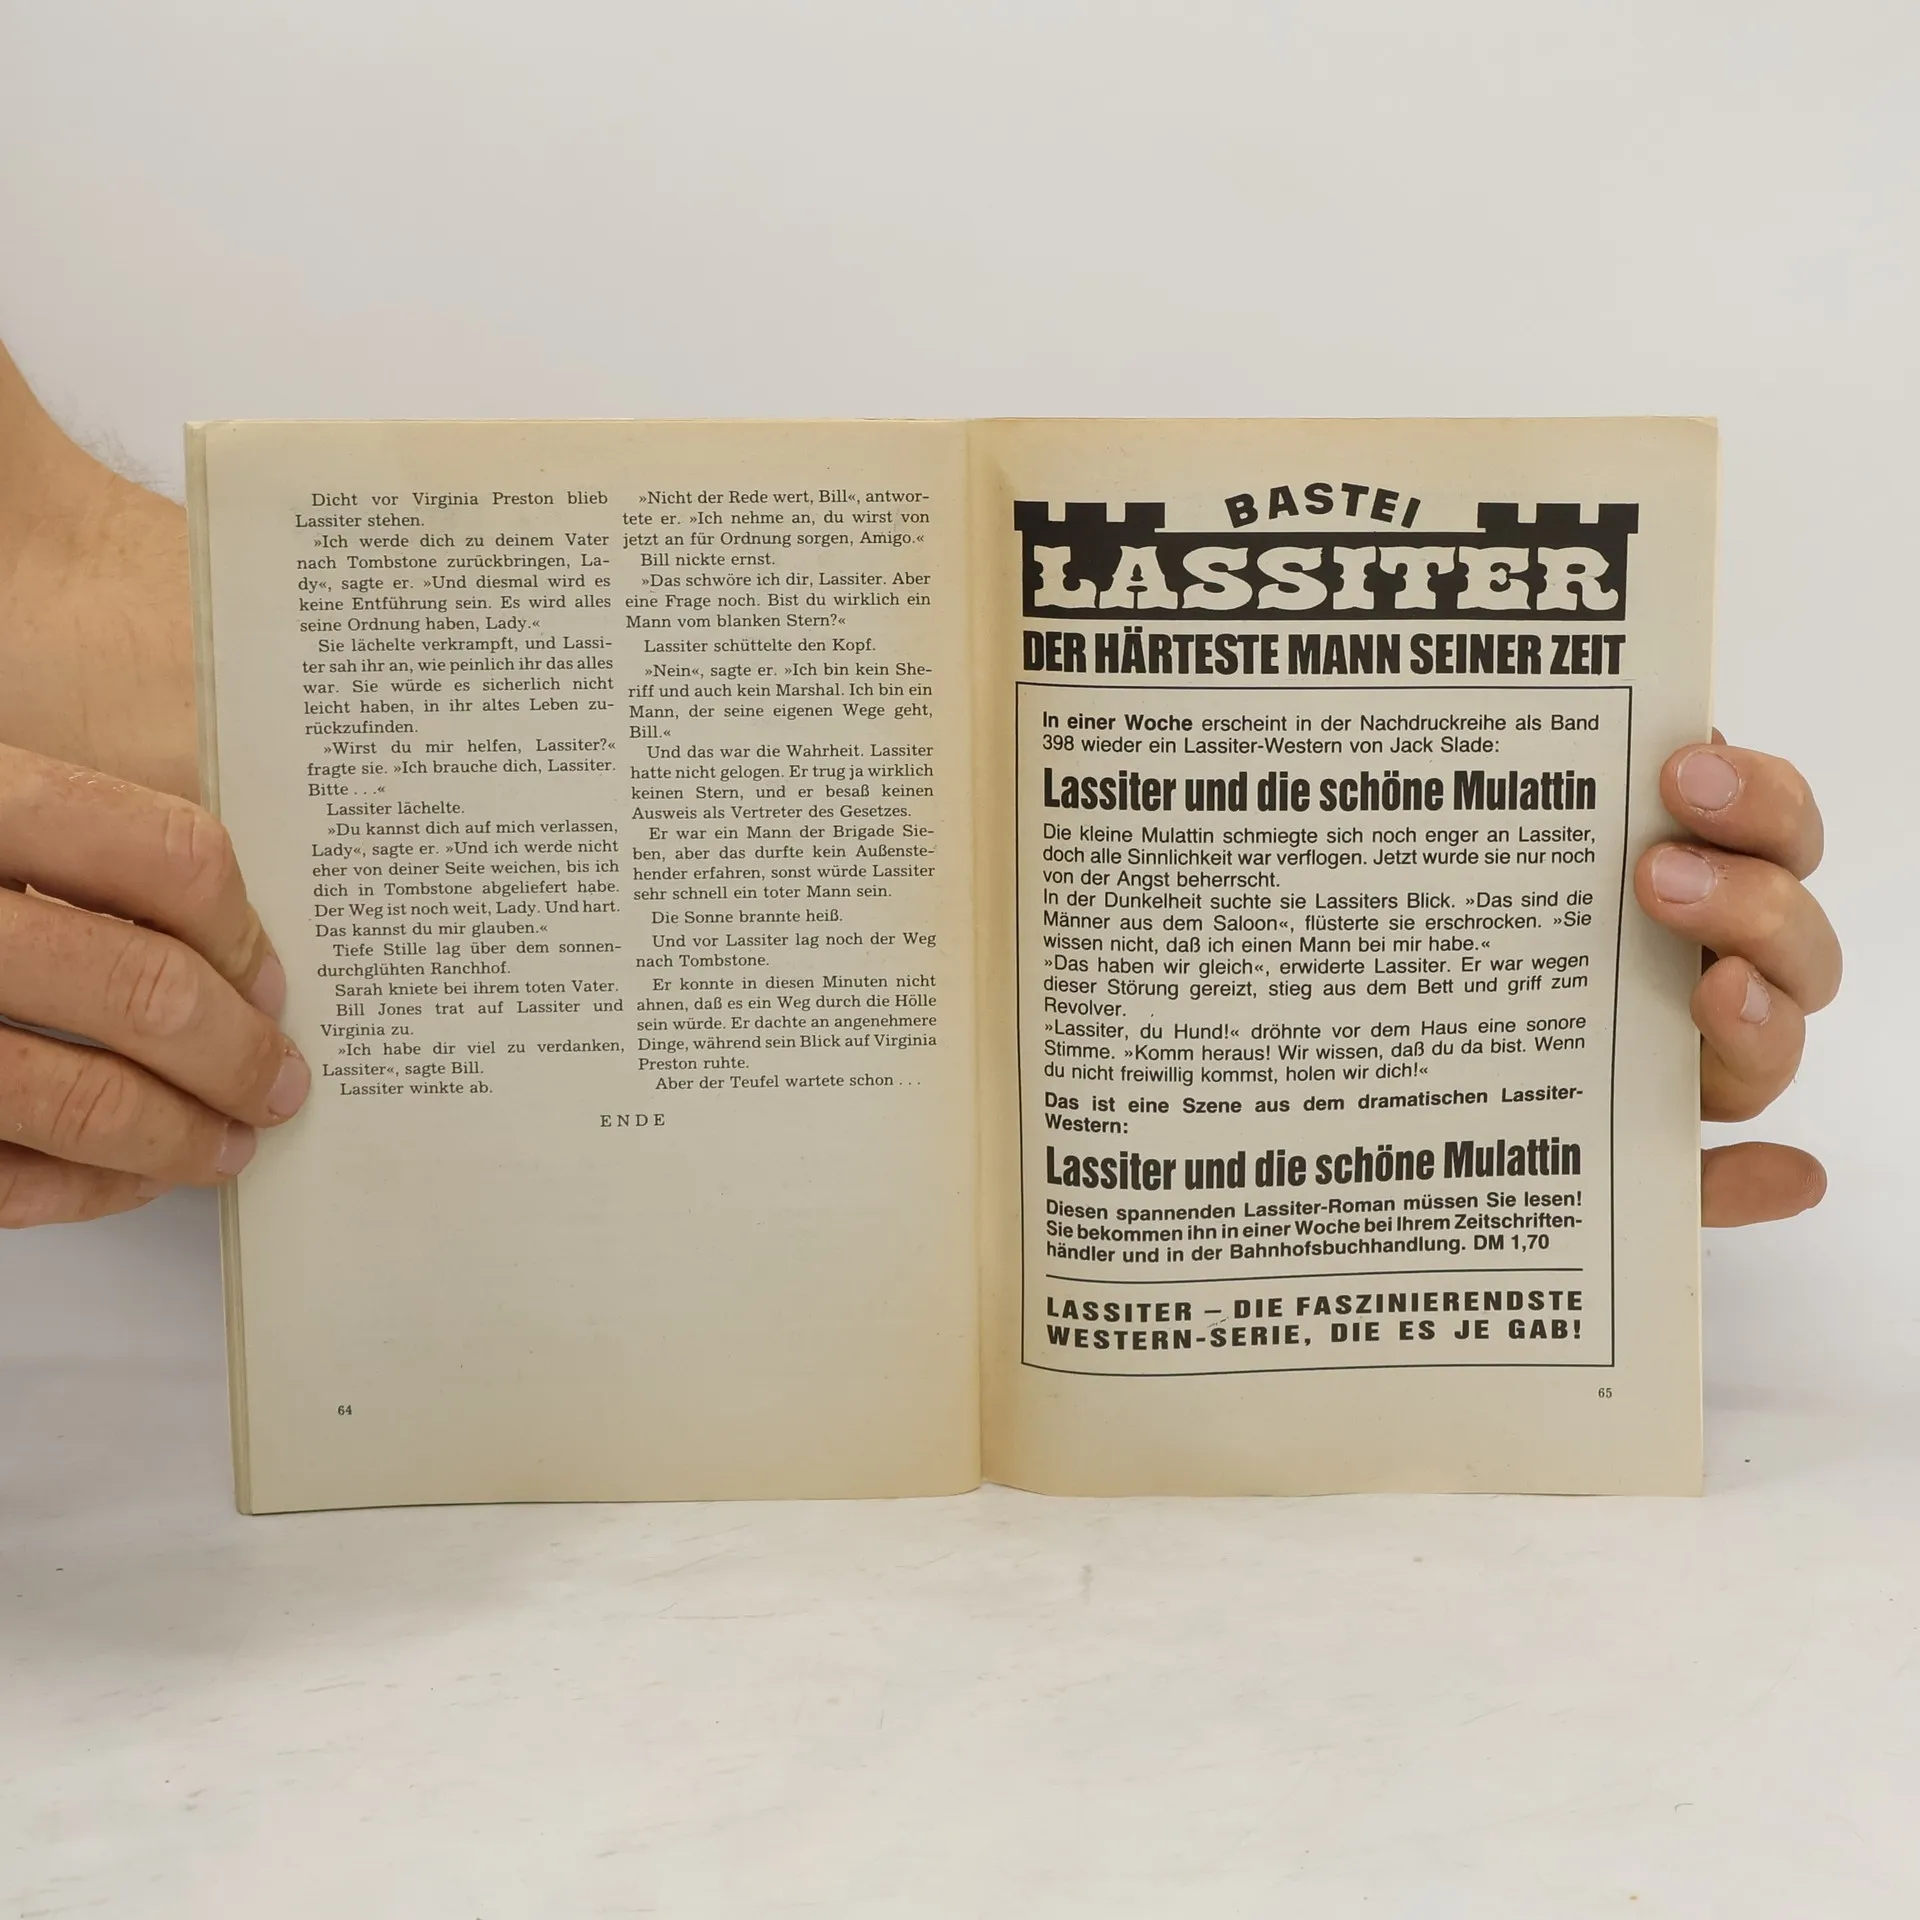 Dicht vor Virginia Preston blieb
Lassiter stehen.
»Ich werde dich zu deinem Vater
nach Tombstone zurückbringen, La-
dy«, sagte er. »Und diesmal wird es
keine Entführung sein. Es wird alles
seine Ordnung haben, Lady.«
Sie lächelte verkrampft, und Lassi-
ter sah ihr an, wie peinlich ihr das alles
war. Sie würde es sicherlich nicht
leicht haben, in ihr altes Leben zu-
rückzufinden.
»Wirst du mir helfen, Lassiter?«
fragte sie. »Ich brauche dich, Lassiter.
Bitte . . .«
Lassiter lächelte.
»Du kannst dich auf mich verlassen,
Lady«, sagte er. »Und ich werde nicht
eher von deiner Seite weichen, bis ich
dich in Tombstone abgeliefert habe.
Der Weg ist noch weit, Lady. Und hart.
Das kannst du mir glauben.«
Tiefe Stille lag über dem sonnen-
durchglühten Ranchhof.
Sarah kniete bei ihrem toten Vater.
Bill Jones trat auf Lassiter und
Virginia zu.
»Ich habe dir viel zu verdanken,
Lassiter«, sagte Bill.
Lassiter winkte ab.
»Nicht der Rede wert, Bill«, antwor-
tete er. »Ich nehme an, du wirst von
jetzt an für Ordnung sorgen, Amigo.«
Bill nickte ernst.
»Das schwöre ich dir, Lassiter. Aber
eine Frage noch. Bist du wirklich ein
Mann vom blanken Stern?«
Lassiter schüttelte den Kopf.
»Nein«, sagte er. »Ich bin kein She-
riff und auch kein Marshal. Ich bin ein
Mann, der seine eigenen Wege geht,
Bill.«
Und das war die Wahrheit. Lassiter
hatte nicht gelogen. Er trug ja wirklich
keinen Stern, und er besaß keinen
Ausweis als Vertreter des Gesetzes.
Er war ein Mann der Brigade Sie-
ben, aber das durfte kein Außenste-
hender erfahren, sonst würde Lassiter
sehr schnell ein toter Mann sein.
Die Sonne brannte heiß.
Und vor Lassiter lag noch der Weg
nach Tombstone.
Er konnte in diesen Minuten nicht
ahnen, daß es ein Weg durch die Hölle
sein würde. Er dachte an angenehmere
Dinge, während sein Blick auf Virginia
Preston ruhte.
Aber der Teufel wartete schon . . .
ENDE
64
BASTEI
LASSITER
DER HÄRTESTE MANN SEINER ZEIT
In einer Woche erscheint in der Nachdruckreihe als Band
398 wieder ein Lassiter-Western von Jack Slade:
Lassiter und die schöne Mulattin
Die kleine Mulattin schmiegte sich noch enger an Lassiter,
doch alle Sinnlichkeit war verflogen. Jetzt wurde sie nur noch
von der Angst beherrscht.
In der Dunkelheit suchte sie Lassiters Blick. »Das sind die
Männer aus dem Saloon«, flüsterte sie erschrocken. »Sie
wissen nicht, daß ich einen Mann bei mir habe.«
»Das haben wir gleich«, erwiderte Lassiter. Er war wegen
dieser Störung gereizt, stieg aus dem Bett und griff zum
Revolver.
»Lassiter, du Hund!« dröhnte vor dem Haus eine sonore
Stimme. »Komm heraus! Wir wissen, daß du da bist. Wenn
du nicht freiwillig kommst, holen wir dich!«
Das ist eine Szene aus dem dramatischen Lassiter-
Western:
Lassiter und die schöne Mulattin
Diesen spannenden Lassiter-Roman müssen Sie lesen!
Sie bekommen ihn in einer Woche bei Ihrem Zeitschriften-
händler und in der Bahnhofsbuchhandlung. DM 1,70
LASSITER – DIE FASZINIERENDSTE
WESTERN-SERIE, DIE ES JE GAB!
65